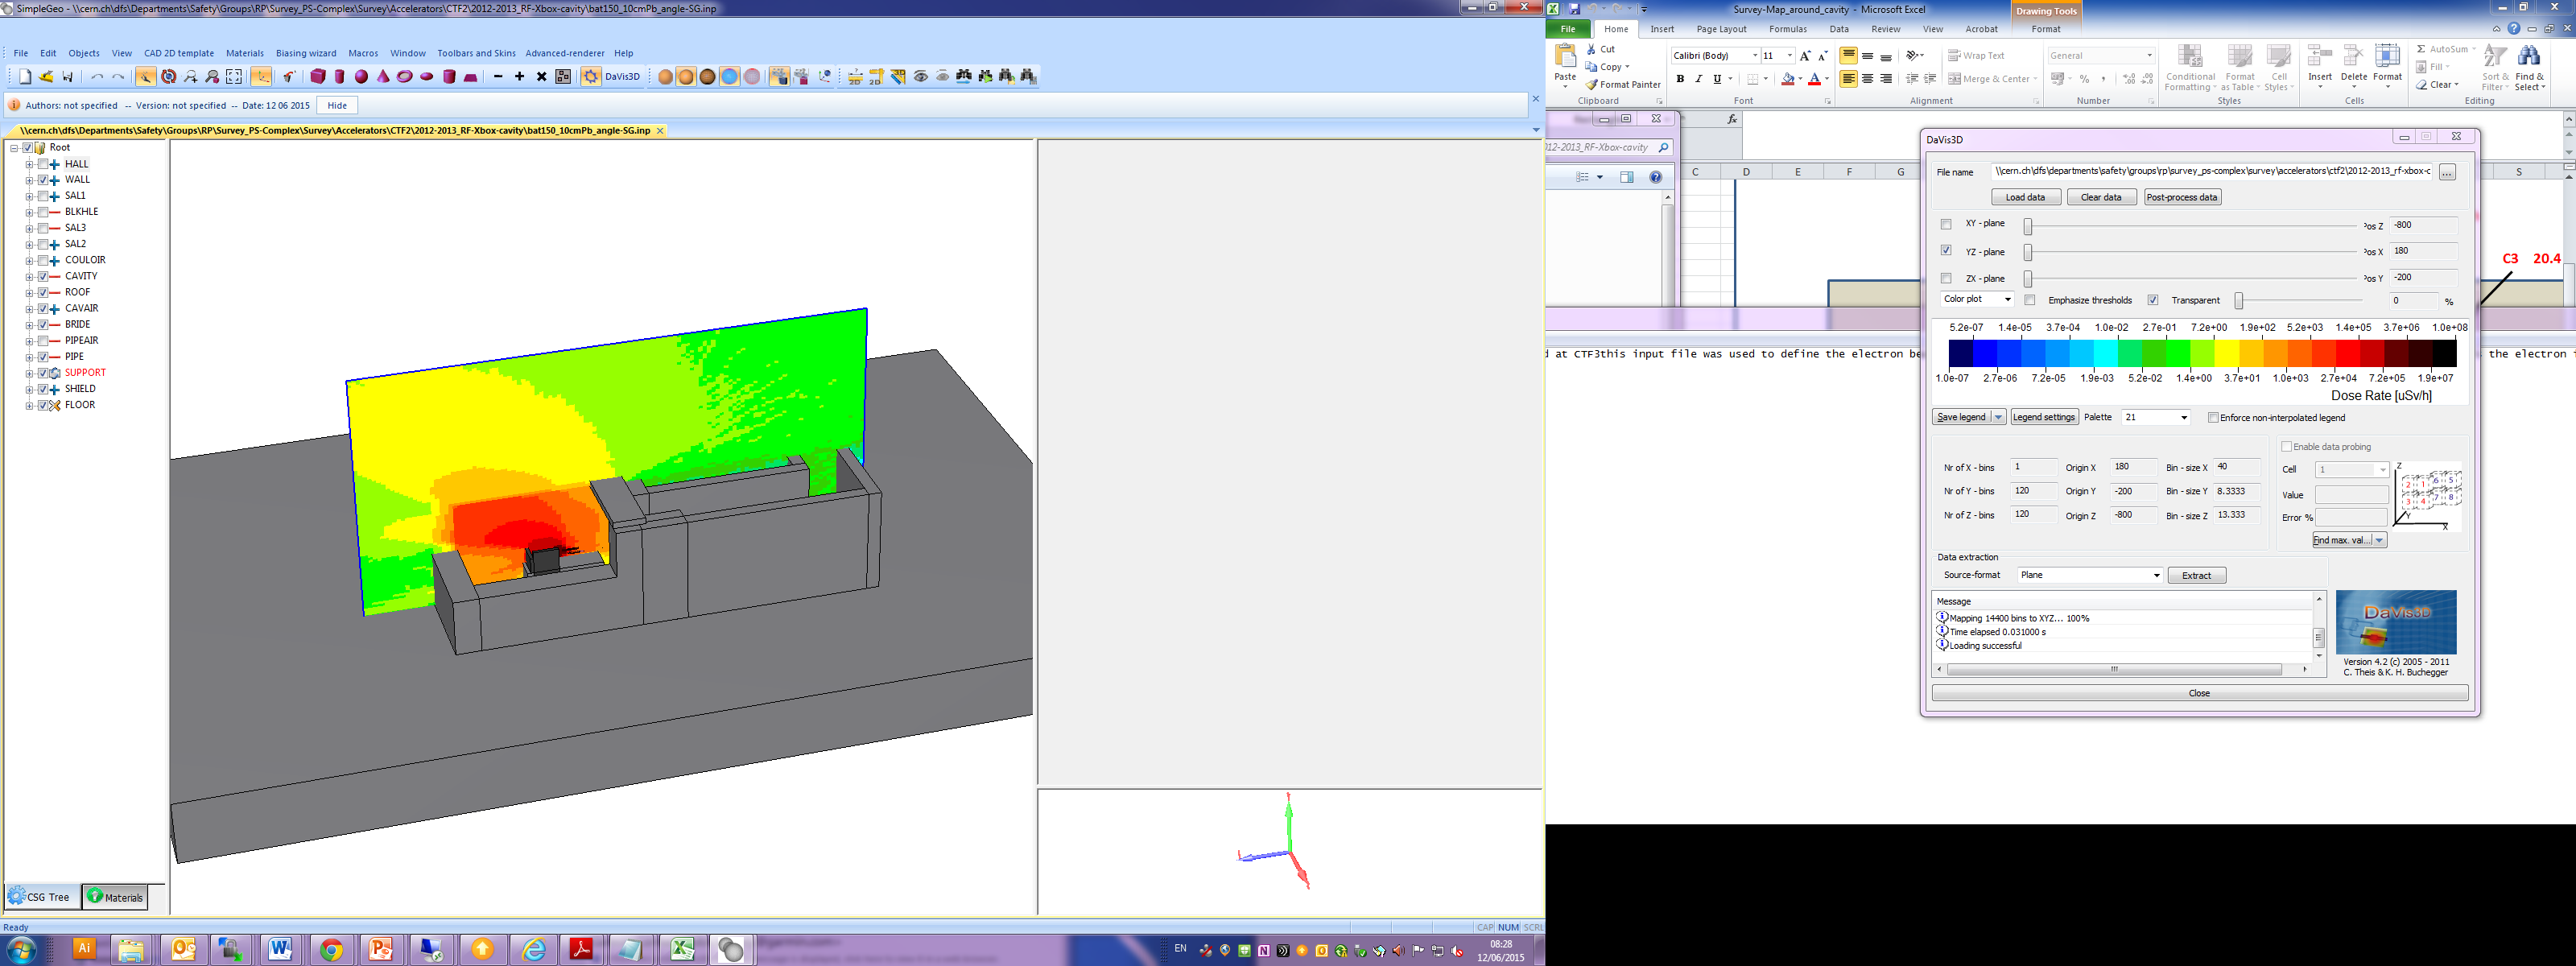 SimpleGeo - \\cern.ch\dfs\Departments\Safety\Groups\RP\Survey_PS-Complex\Survey\Accelerators\CTF2\2012-2013_RF-Xbox-cavity\bat150_10cmPb_angle-SG.inp
File Edit Objects View CAD 2D template Materials Biasing wizard Macros Window Toolbars and Skins Advanced-renderer Help
DaVis3D
Authors: not specified -- Version: not specified -- Date: 12 06 2015 Hide
\\cern.ch\dfs\Departments\Safety\Groups\RP\Survey_PS-Complex\Survey\Accelerators\CTF2\2012-2013_RF-Xbox-cavity\bat150_10cmPb_angle-SG.inp
Root
HALL
WALL
SAL1
BLKHLE
SAL3
SAL2
COULOIR
CAVITY
ROOF
CAVAIR
BRIDE
PIPEAIR
PIPE
SUPPORT
SHIELD
FLOOR
CSG Tree Materials
Ready
CAP NUM SCRL
EN
08:28
12/06/2015
Survey-Map_around_cavity - Microsoft Excel
Drawing Tools
File Home Insert Page Layout Formulas Data Review View Acrobat Format
Paste
Cut
Copy
Format Painter
Clipboard
Calibri (Body) 11
B I U
Font
Wrap Text
Merge & Center
Alignment
General
Number
Conditional Formatting
Format as Table
Cell Styles
Styles
Insert Delete Format
Cells
AutoSum
Fill
Clear
Sort & Filter
Find & Select
Editing
fx
012-2013_RF-Xbox-cavity
C D E F G S
C3 20.4
d at CTF3this input file was used to define the electron be
the electron
DaVis3D
File name \\cern.ch\dfs\departments\safety\groups\rp\survey_ps-complex\survey\accelerators\ctf2\2012-2013_rf-xbox-c ...
Load data Clear data Post-process data
XY - plane Pos Z -800
YZ - plane Pos X 180
ZX - plane Pos Y -200
Color plot Emphasize thresholds Transparent 0 %
5.2e-07 1.4e-05 3.7e-04 1.0e-02 2.7e-01 7.2e+00 1.9e+02 5.2e+03 1.4e+05 3.7e+06 1.0e+08
1.0e-07 2.7e-06 7.2e-05 1.9e-03 5.2e-02 1.4e+00 3.7e+01 1.0e+03 2.7e+04 7.2e+05 1.9e+07
Dose Rate [uSv/h]
Save legend Legend settings Palette 21 Enforce non-interpolated legend
Nr of X - bins 1 Origin X 180 Bin - size X 40
Nr of Y - bins 120 Origin Y -200 Bin - size Y 8.3333
Nr of Z - bins 120 Origin Z -800 Bin - size Z 13.333
Enable data probing
Cell 1
Value
Error %
Find max. val...
Data extraction
Source-format Plane Extract
Message
Mapping 14400 bins to XYZ... 100%
Time elapsed 0.031000 s
Loading successful
DaVis3D
Version 4.2 (c) 2005 - 2011
C. Theis & K. H. Buchegger
Close